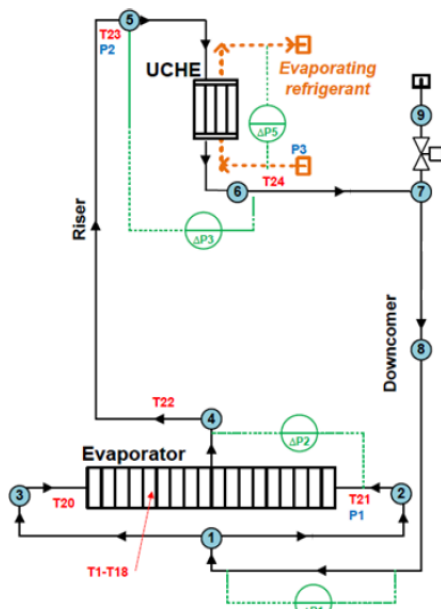 T23
5
P2
UCHE
Evaporating
refrigerant
9
ΔP5
P3
T24
6
7
Riser
ΔP3
Downcomer
8
T22
4
ΔP2
Evaporator
3
T20
T21
2
P1
1
T1-T18
ΔP1